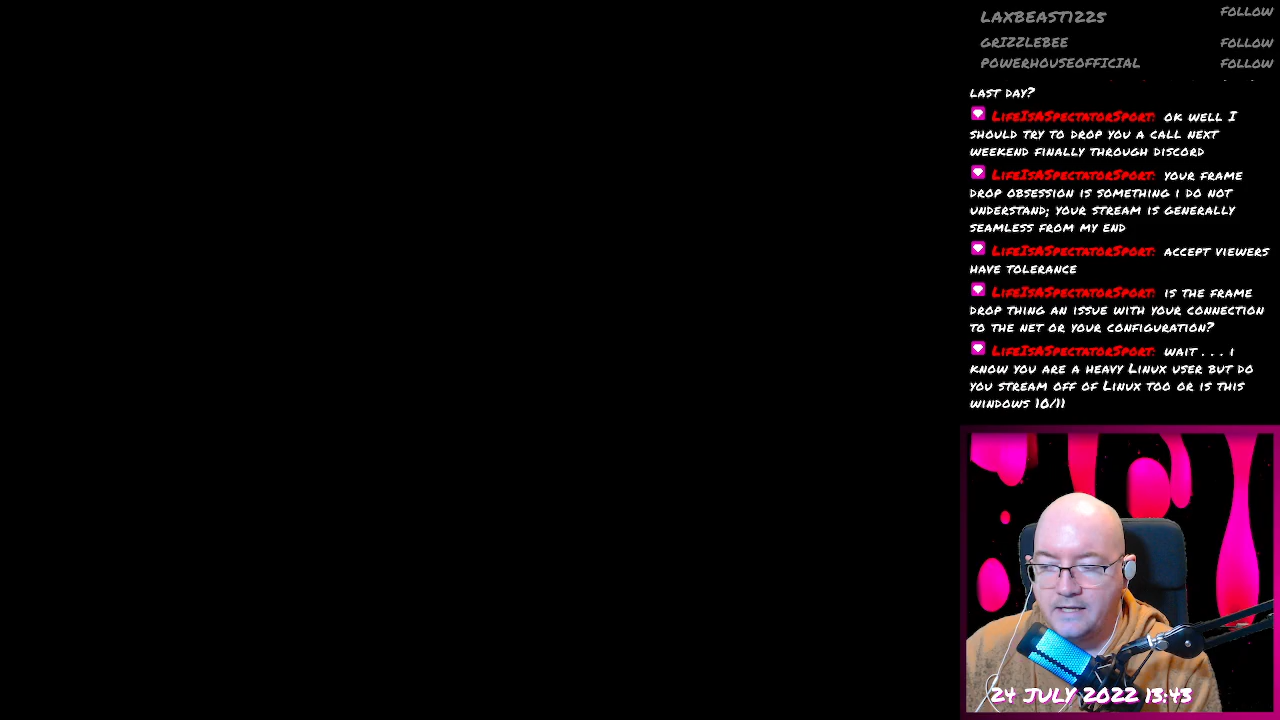 LAXBEAST1225 FOLLOW
GRIZZLEBEE FOLLOW
POWERHOUSEOFFICIAL FOLLOW
LAST DAY?
LIFEISASPECTATORSPORT: OK WELL I
SHOULD TRY TO DROP YOU A CALL NEXT
WEEKEND FINALLY THROUGH DISCORD
LIFEISASPECTATORSPORT: YOUR FRAME
DROP OBSESSION IS SOMETHING I DO NOT
UNDERSTAND; YOUR STREAM IS GENERALLY
SEAMLESS FROM MY END
LIFEISASPECTATORSPORT: ACCEPT VIEWERS
HAVE TOLERANCE
LIFEISASPECTATORSPORT: IS THE FRAME
DROP THING AN ISSUE WITH YOUR CONNECTION
TO THE NET OR YOUR CONFIGURATION?
LIFEISASPECTATORSPORT: WAIT . . . I
KNOW YOU ARE A HEAVY LINUX USER BUT DO
YOU STREAM OFF OF LINUX TOO OR IS THIS
WINDOWS 10/11
24 JULY 2022 13:43